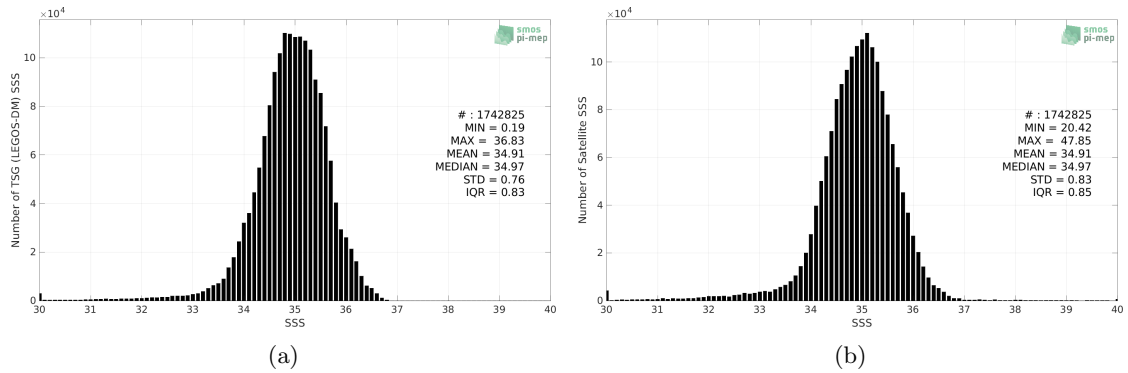 ×10⁴
smos
pi-mep
10
8
6
4
2
0
Number of TSG (LEGOS-DM) SSS
# : 1742825
MIN = 0.19
MAX = 36.83
MEAN = 34.91
MEDIAN = 34.97
STD = 0.76
IQR = 0.83
30 31 32 33 34 35 36 37 38 39 40
SSS
(a)
×10⁴
smos
pi-mep
10
8
6
4
2
0
Number of Satellite SSS
# : 1742825
MIN = 20.42
MAX = 47.85
MEAN = 34.91
MEDIAN = 34.97
STD = 0.83
IQR = 0.85
30 31 32 33 34 35 36 37 38 39 40
SSS
(b)